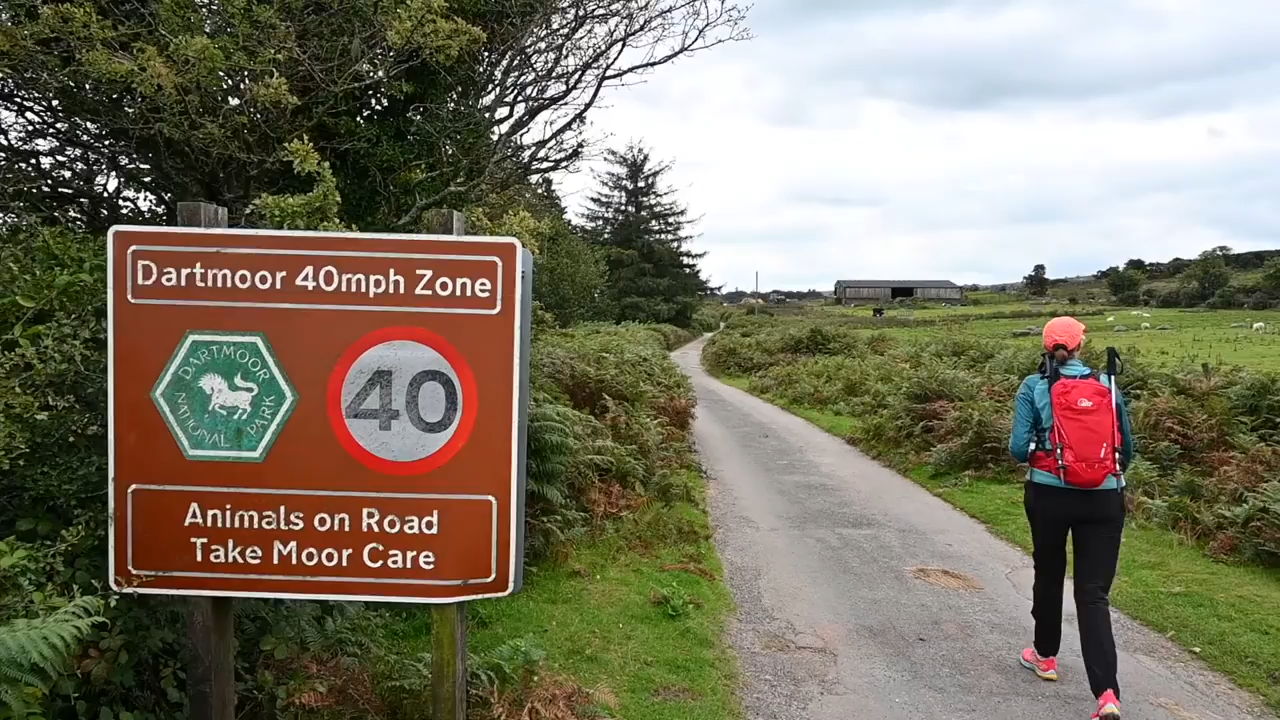 Dartmoor 40mph Zone
DARTMOOR
NATIONAL PARK
40
Animals on Road
Take Moor Care